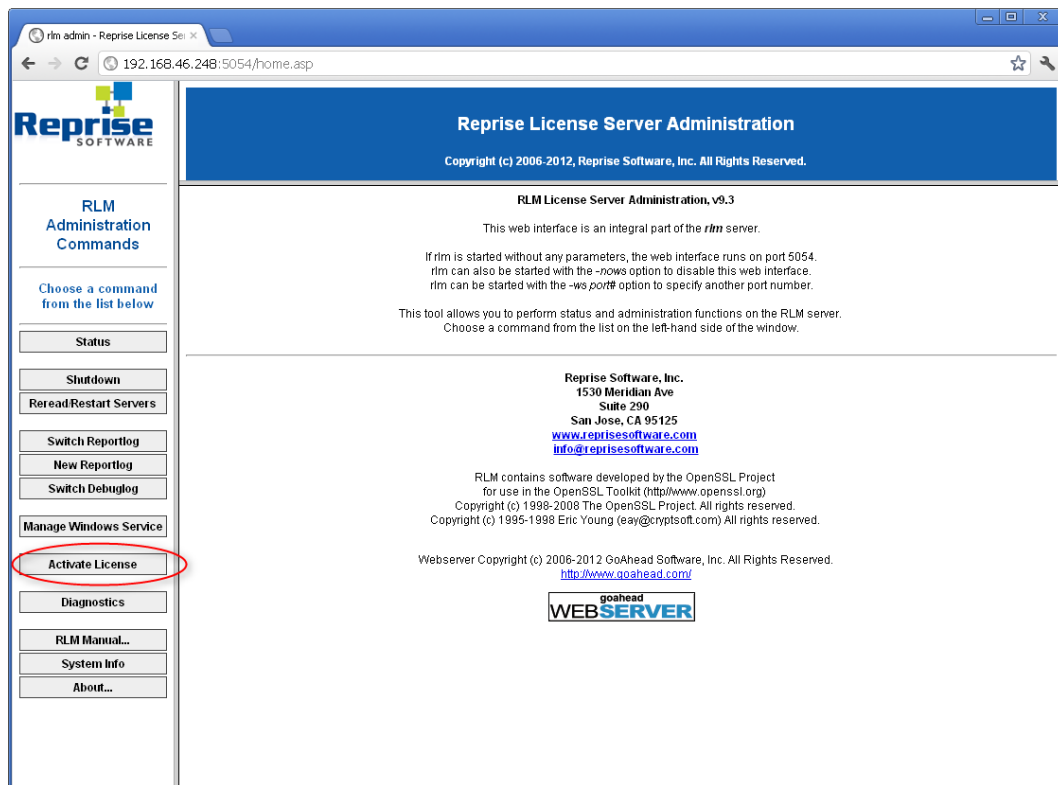 rlm admin - Reprise License Ser
192.168.46.248:5054/home.asp
Reprise
SOFTWARE
RLM
Administration
Commands
Choose a command
from the list below
Status
Shutdown
Reread/Restart Servers
Switch Reportlog
New Reportlog
Switch Debuglog
Manage Windows Service
Activate License
Diagnostics
RLM Manual...
System Info
About...
Reprise License Server Administration
Copyright (c) 2006-2012, Reprise Software, Inc. All Rights Reserved.
RLM License Server Administration, v9.3
This web interface is an integral part of the rlm server.
If rlm is started without any parameters, the web interface runs on port 5054.
rlm can also be started with the -nows option to disable this web interface.
rlm can be started with the -ws port# option to specify another port number.
This tool allows you to perform status and administration functions on the RLM server.
Choose a command from the list on the left-hand side of the window.
Reprise Software, Inc.
1530 Meridian Ave
Suite 290
San Jose, CA 95125
www.reprisesoftware.com
info@reprisesoftware.com
RLM contains software developed by the OpenSSL Project
for use in the OpenSSL Toolkit (http//www.openssl.org)
Copyright (c) 1998-2008 The OpenSSL Project. All rights reserved.
Copyright (c) 1995-1998 Eric Young (eay@cryptsoft.com) All rights reserved.
Webserver Copyright (c) 2006-2012 GoAhead Software, Inc. All Rights Reserved.
http://www.goahead.com/
goahead
WEBSERVER